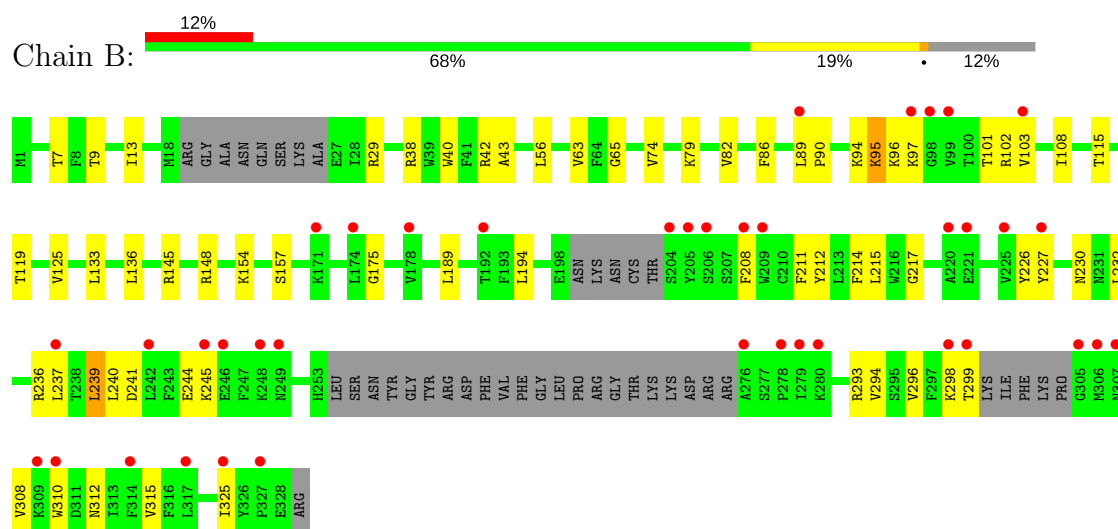 12%
Chain B:
68% 19% • 12%
M1 T7 F8 T9 I13 M18 ARG GLY ALA ASN GLN SER LYS ALA E27 I28 R29 R38 W39 W40 F41 R42 A43 L56 V63 F64 G65 V74 K79 V82 F86 L89 P90 K94 K95 K96 K97 G98 V99 T100 T101 R102 V103 I108 T115
T119 V125 L133 L136 R145 R148 K154 S157 K171 L174 G175 V178 L189 T192 F193 L194 E198 ASN LYS ASN CYS THR S204 Y205 S206 S207 F208 W209 C210 F211 Y212 L213 F214 L215 W216 G217 A220 E221 V225 Y226 Y227 N230 N231 L232
R236 L237 T238 L239 L240 D241 L242 F243 E244 K245 E246 F247 K248 N249 H253 LEU SER ASN TYR TYR GLY TYR ARG ASP PHE VAL PHE GLY LEU PRO ARG GLY THR LYS LYS ASP ARG ARG A276 S277 P278 I279 K280 R293 V294 S295 V296 F297 K298 T299 LYS ILE PHE LYS PRO G305 M306 N307
V308 K309 W310 D311 N312 I313 F314 V315 F316 L317 I325 Y326 P327 E328 ARG